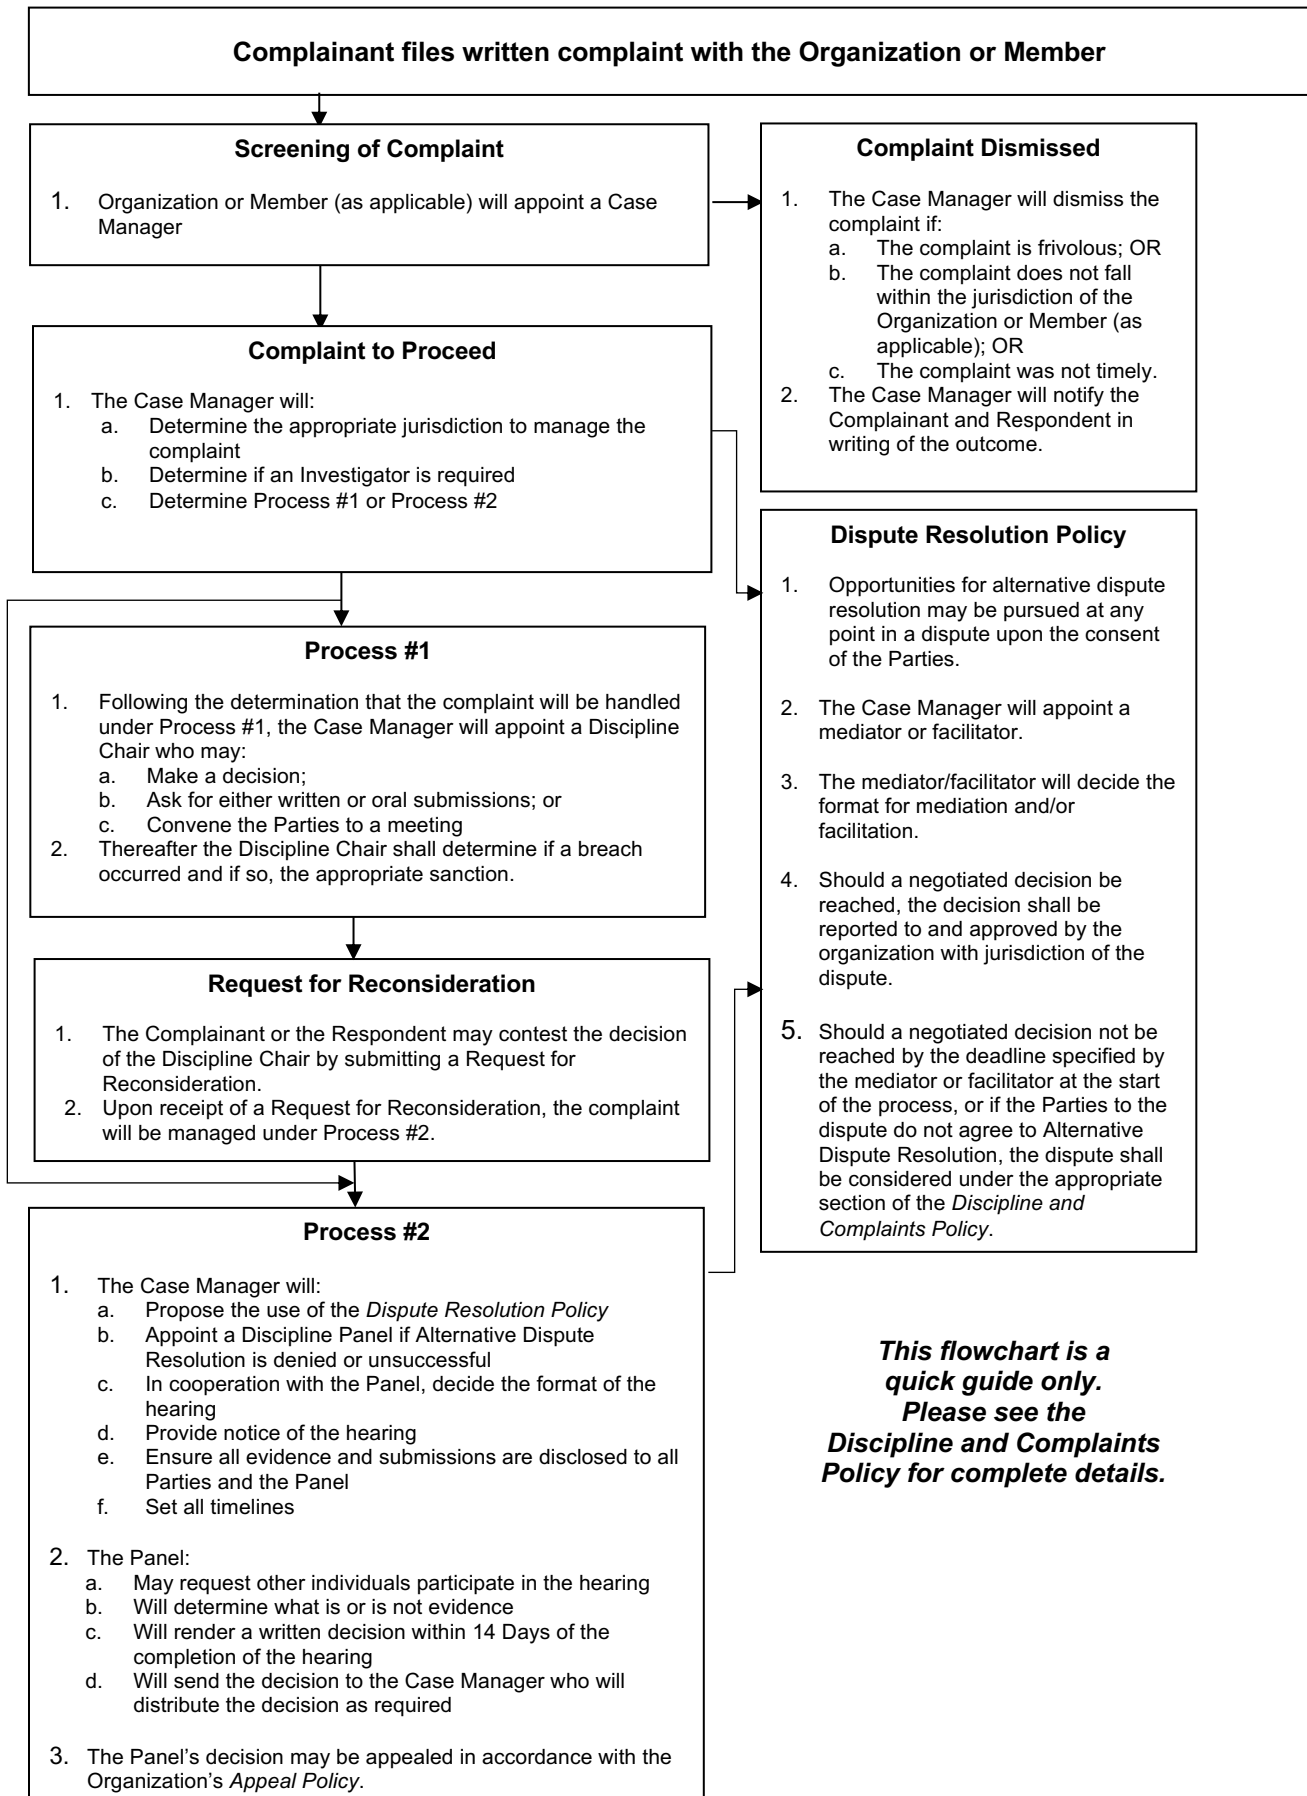 Complainant files written complaint with the Organization or Member
Screening of Complaint
1. Organization or Member (as applicable) will appoint a Case
Manager
Complaint Dismissed
1. The Case Manager will dismiss the
complaint if:
a. The complaint is frivolous; OR
b. The complaint does not fall
within the jurisdiction of the
Organization or Member (as
applicable); OR
c. The complaint was not timely.
2. The Case Manager will notify the
Complainant and Respondent in
writing of the outcome.
Complaint to Proceed
1. The Case Manager will:
a. Determine the appropriate jurisdiction to manage the
complaint
b. Determine if an Investigator is required
c. Determine Process #1 or Process #2
Dispute Resolution Policy
1. Opportunities for alternative dispute
resolution may be pursued at any
point in a dispute upon the consent
of the Parties.
2. The Case Manager will appoint a
mediator or facilitator.
3. The mediator/facilitator will decide the
format for mediation and/or
facilitation.
4. Should a negotiated decision be
reached, the decision shall be
reported to and approved by the
organization with jurisdiction of the
dispute.
5. Should a negotiated decision not be
reached by the deadline specified by
the mediator or facilitator at the start
of the process, or if the Parties to the
dispute do not agree to Alternative
Dispute Resolution, the dispute shall
be considered under the appropriate
section of the Discipline and
Complaints Policy.
Process #1
1. Following the determination that the complaint will be handled
under Process #1, the Case Manager will appoint a Discipline
Chair who may:
a. Make a decision;
b. Ask for either written or oral submissions; or
c. Convene the Parties to a meeting
2. Thereafter the Discipline Chair shall determine if a breach
occurred and if so, the appropriate sanction.
Request for Reconsideration
1. The Complainant or the Respondent may contest the decision
of the Discipline Chair by submitting a Request for
Reconsideration.
2. Upon receipt of a Request for Reconsideration, the complaint
will be managed under Process #2.
Process #2
1. The Case Manager will:
a. Propose the use of the Dispute Resolution Policy
b. Appoint a Discipline Panel if Alternative Dispute
Resolution is denied or unsuccessful
c. In cooperation with the Panel, decide the format of the
hearing
d. Provide notice of the hearing
e. Ensure all evidence and submissions are disclosed to all
Parties and the Panel
f. Set all timelines
2. The Panel:
a. May request other individuals participate in the hearing
b. Will determine what is or is not evidence
c. Will render a written decision within 14 Days of the
completion of the hearing
d. Will send the decision to the Case Manager who will
distribute the decision as required
3. The Panel's decision may be appealed in accordance with the
Organization's Appeal Policy.
This flowchart is a
quick guide only.
Please see the
Discipline and Complaints
Policy for complete details.